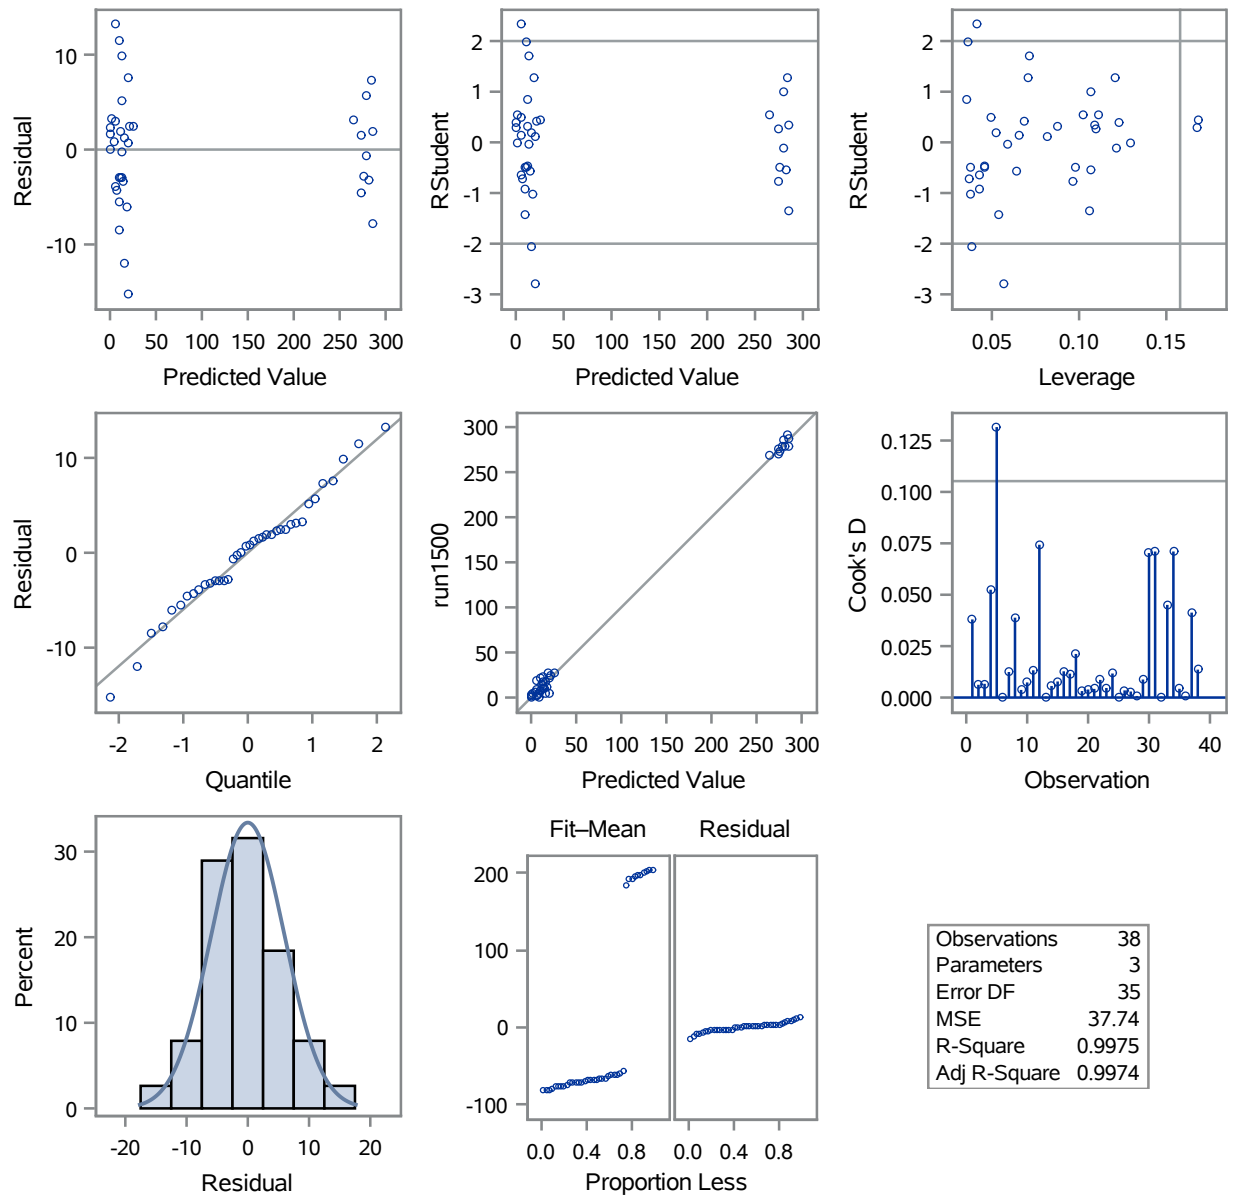 10
0
-10
Residual
0 50 100 150 200 250 300
Predicted Value
2
1
0
-1
-2
-3
RStudent
0 50 100 150 200 250 300
Predicted Value
2
1
0
-1
-2
-3
RStudent
0.05 0.10 0.15
Leverage
10
0
-10
Residual
-2 -1 0 1 2
Quantile
300
250
200
150
100
50
0
run1500
0 50 100 150 200 250 300
Predicted Value
0.125
0.100
0.075
0.050
0.025
0.000
Cook's D
0 10 20 30 40
Observation
30
20
10
0
Percent
-20 -10 0 10 20
Residual
Fit–Mean Residual
200
100
0
-100
0.0 0.4 0.8 0.0 0.4 0.8
Proportion Less
Observations 38
Parameters 3
Error DF 35
MSE 37.74
R-Square 0.9975
Adj R-Square 0.9974